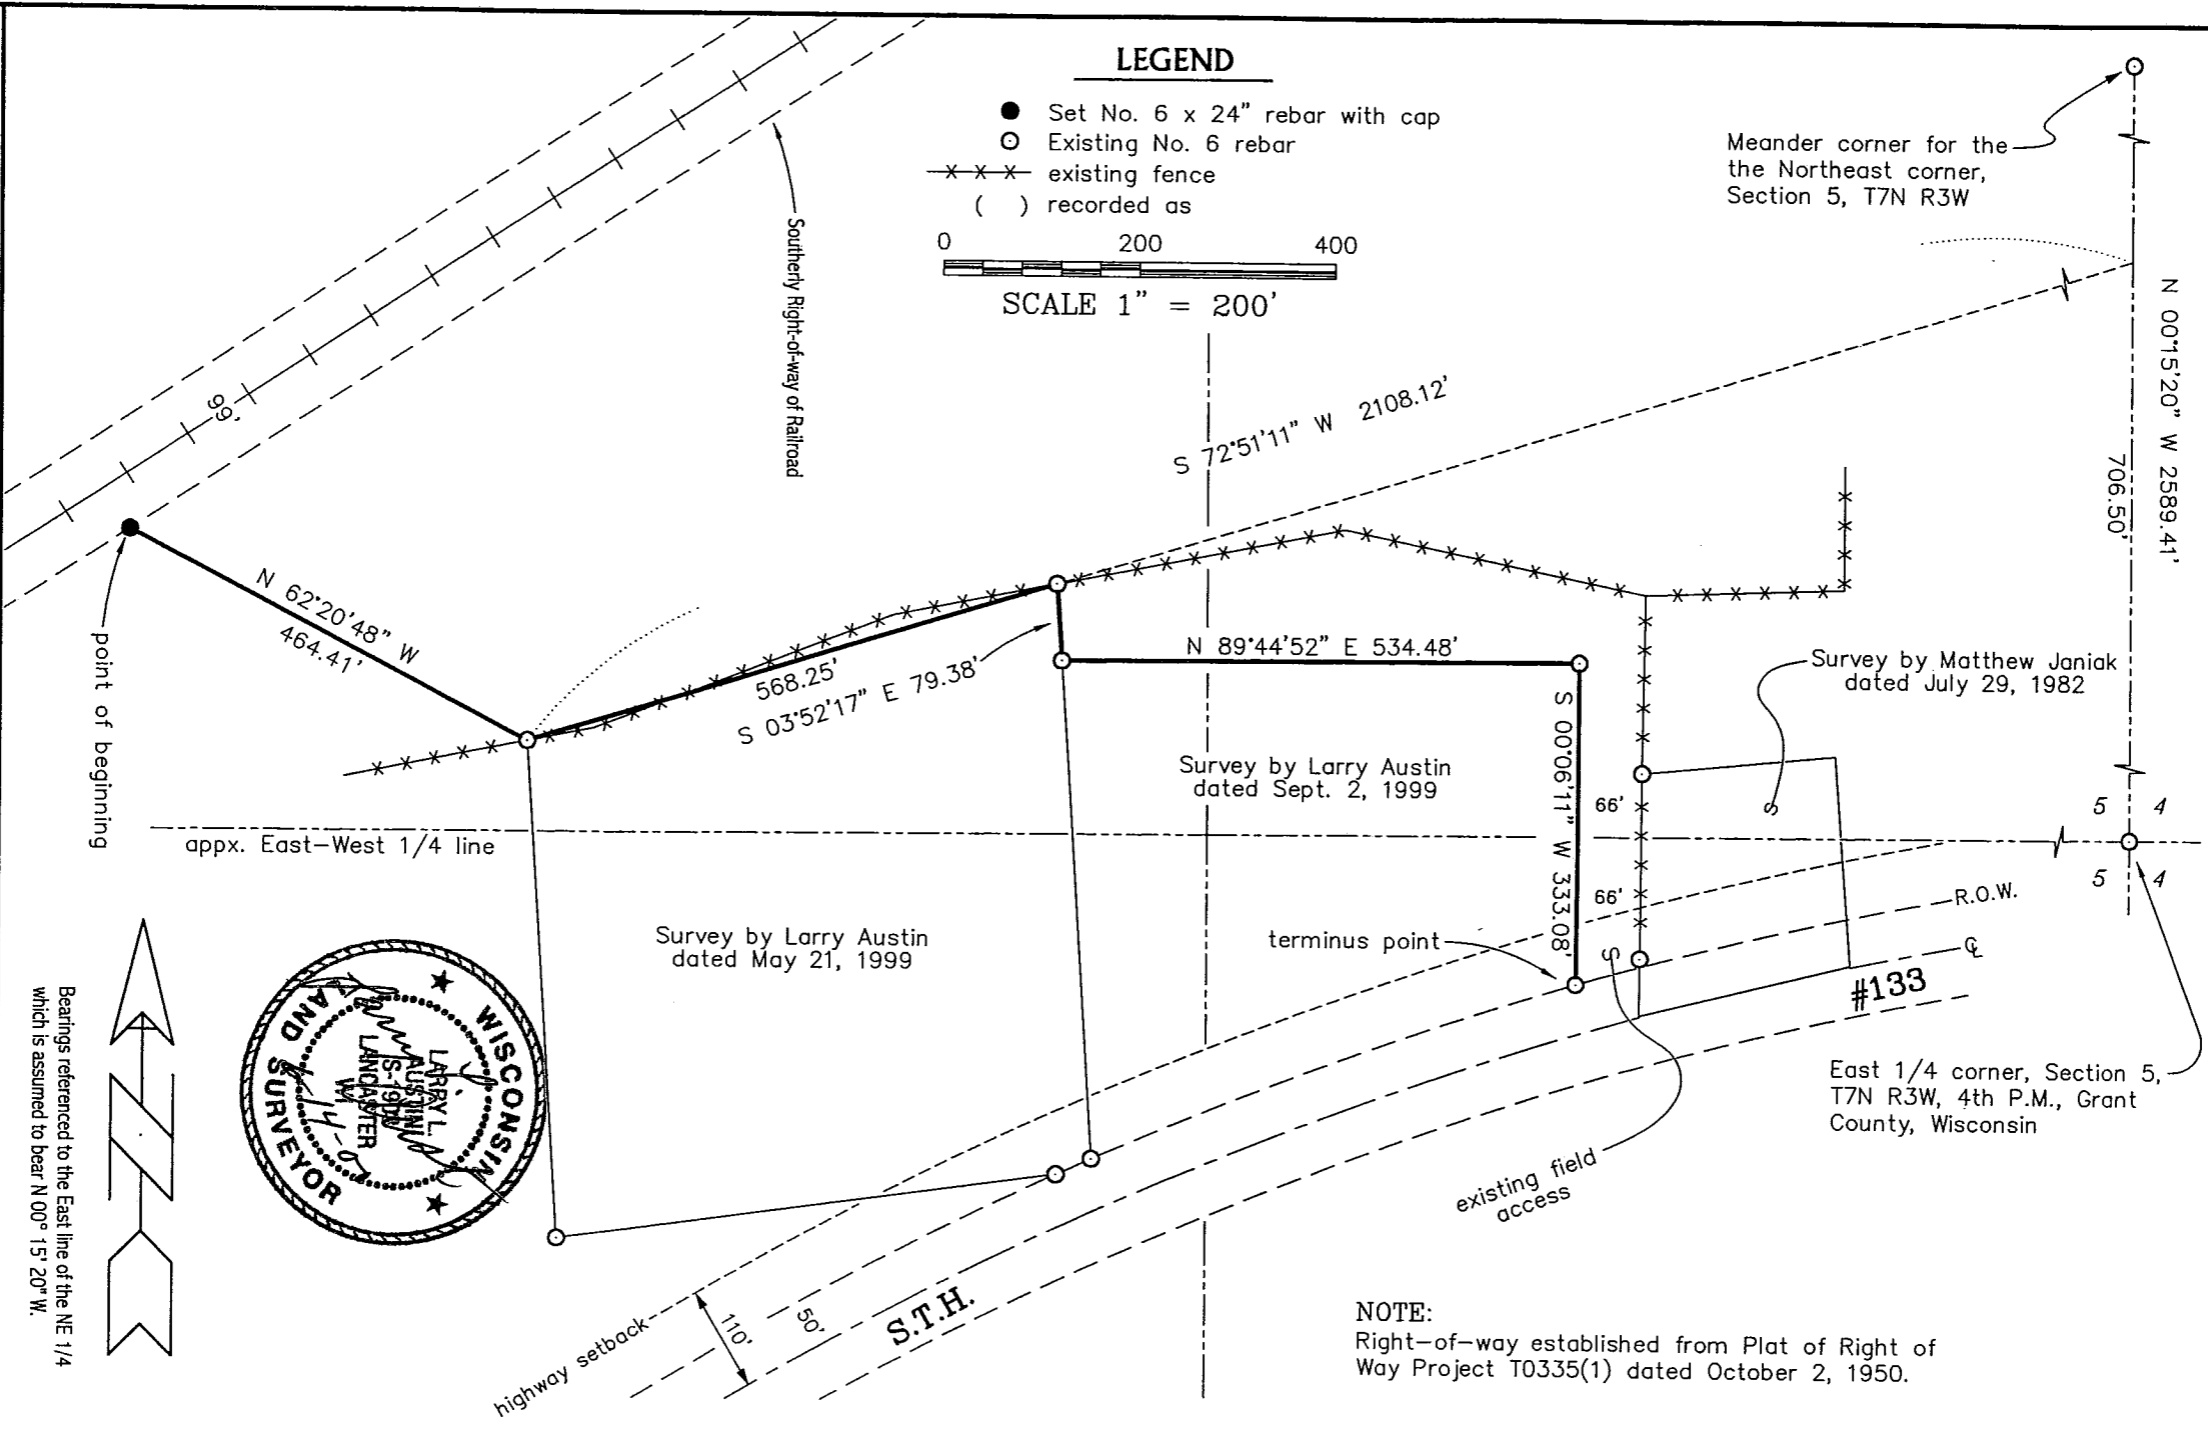 LEGEND
Set No. 6 x 24" rebar with cap
Existing No. 6 rebar
existing fence
( ) recorded as
0 200 400
SCALE 1" = 200'
Meander corner for the
the Northeast corner,
Section 5, T7N R3W
Southerly Right-of-way of Railroad
99'
N 00°15'20" W 2589.41'
706.50'
S 72°51'11" W 2108.12'
N 62°20'48" W
464.41'
point of beginning
568.25'
S 03°52'17" E 79.38'
N 89°44'52" E 534.48'
S 00°06'11" W 333.08'
Survey by Matthew Janiak
dated July 29, 1982
Survey by Larry Austin
dated Sept. 2, 1999
66'
66'
5 4
5 4
appx. East-West 1/4 line
Survey by Larry Austin
dated May 21, 1999
terminus point
R.O.W.
℄
#133
East 1/4 corner, Section 5,
T7N R3W, 4th P.M., Grant
County, Wisconsin
existing field
access
WISCONSIN
LARRY L.
AUSTIN
LANCASTER
WI
LAND SURVEYOR
Bearings referenced to the East line of the NE 1/4
which is assumed to bear N 00° 15' 20" W.
highway setback
110'
50'
S.T.H.
NOTE:
Right-of-way established from Plat of Right of
Way Project T0335(1) dated October 2, 1950.